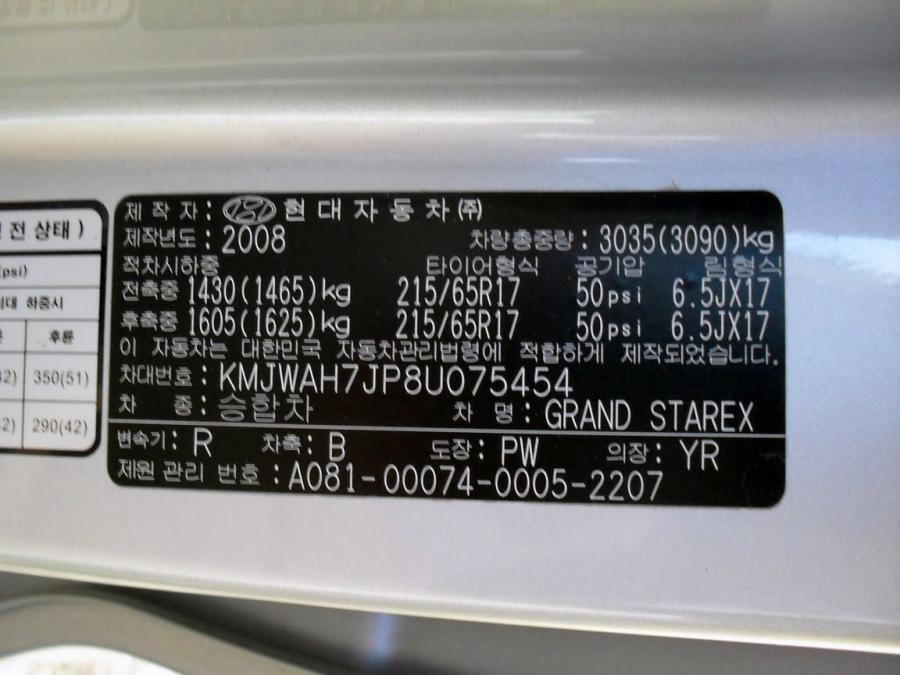 전 상태 )
(psi)
하중시
후륜
350(51)
290(42)
제 작 자 : 현대자동차(주)
제작년도 : 2008 차량총중량 : 3035(3090)kg
적차시하중 타이어형식 공기압 림형식
전축중 1430(1465)kg 215/65R17 50psi 6.5JX17
후축중 1605(1625)kg 215/65R17 50psi 6.5JX17
이 자동차는 대한민국 자동차관리법령에 적합하게 제작되었습니다.
차대번호 : KMJWAH7JP8U075454
차 종 : 승합차 차 명 : GRAND STAREX
변속기 : R 차축 : B 도장 : PW 의장 : YR
제원 관리 번호 : A081-00074-0005-2207